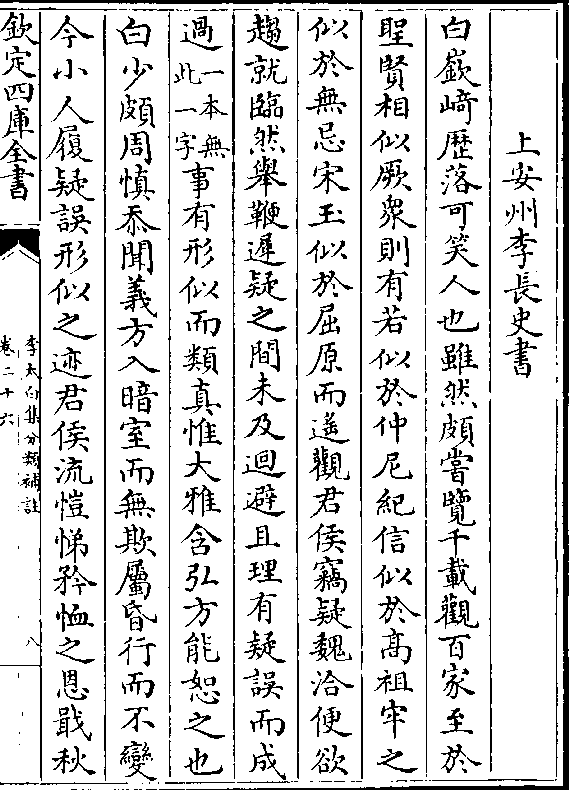 上安州李長史書
白嶔﨑歴落可笑人也雖然頗嘗覽千載觀百家至於
聖賢相似厥衆則有若似於仲尼紀信似於髙祖牢之
似於無忌宋玉似於屈原而遥觀君侯竊疑魏洽便欲
趨就臨然舉鞭遲疑之間未及迴避且理有疑誤而成
過一本無此一字事有形似而類真惟大雅含弘方能恕之也
白少頗周慎忝聞義方入暗室而無欺屬昏行而不變
今小人履疑誤形似之迹君侯流愷悌矜恤之恩戢秋
欽定四庫全書
李太白集分類補註
卷二十六
八